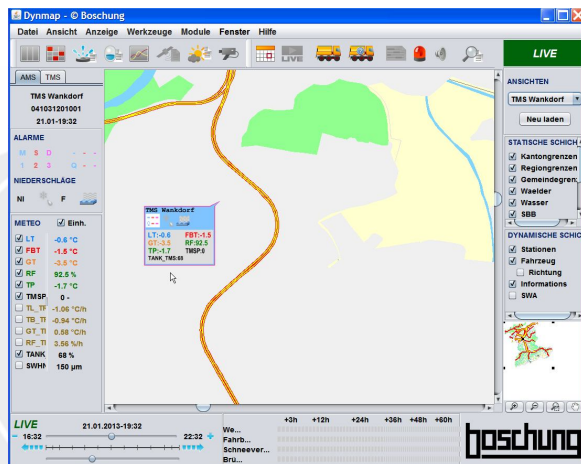 Dynmap - © Boschung
Datei Ansicht Anzeige Werkzeuge Module Fenster Hilfe
LIVE
LIVE
AMS TMS
TMS Wankdorf
041031201001
21.01-19:32
ALARME
M S D - - -
1 2 3 Q - -
NIEDERSCHLÄGE
NI F
METEO Einh.
LT -0.6 °C
FBT -1.5 °C
GT -3.5 °C
RF 92.5 %
TP -1.7 °C
TMSP 0 -
TL_TF -1.06 °C/h
TB_TF -0.94 °C/h
GT_TI 0.58 °C/h
RF_TI 3.56 %/h
TANK 68 %
SWHN 150 µm
TMS Wankdorf
LT:-0.6 FBT:-1.5
GT:-3.5 RF:92.5
TP:-1.7 TMSP:0
TANK_TMS:68
ANSICHTEN
TMS Wankdorf
Neu laden
STATISCHE SCHICH
Kantongrenzen
Regiongrenzen
Gemeindegren
Waelder
Wasser
SBB
DYNAMISCHE SCHIC
Stationen
Fahrzeug
Richtung
Informations
SWA
LIVE 21.01.2013-19:32
- 16:32 22:32 +
+3h +12h +24h +36h +48h +60h
We...
Fahrb...
Schneever...
Brü...
boschung